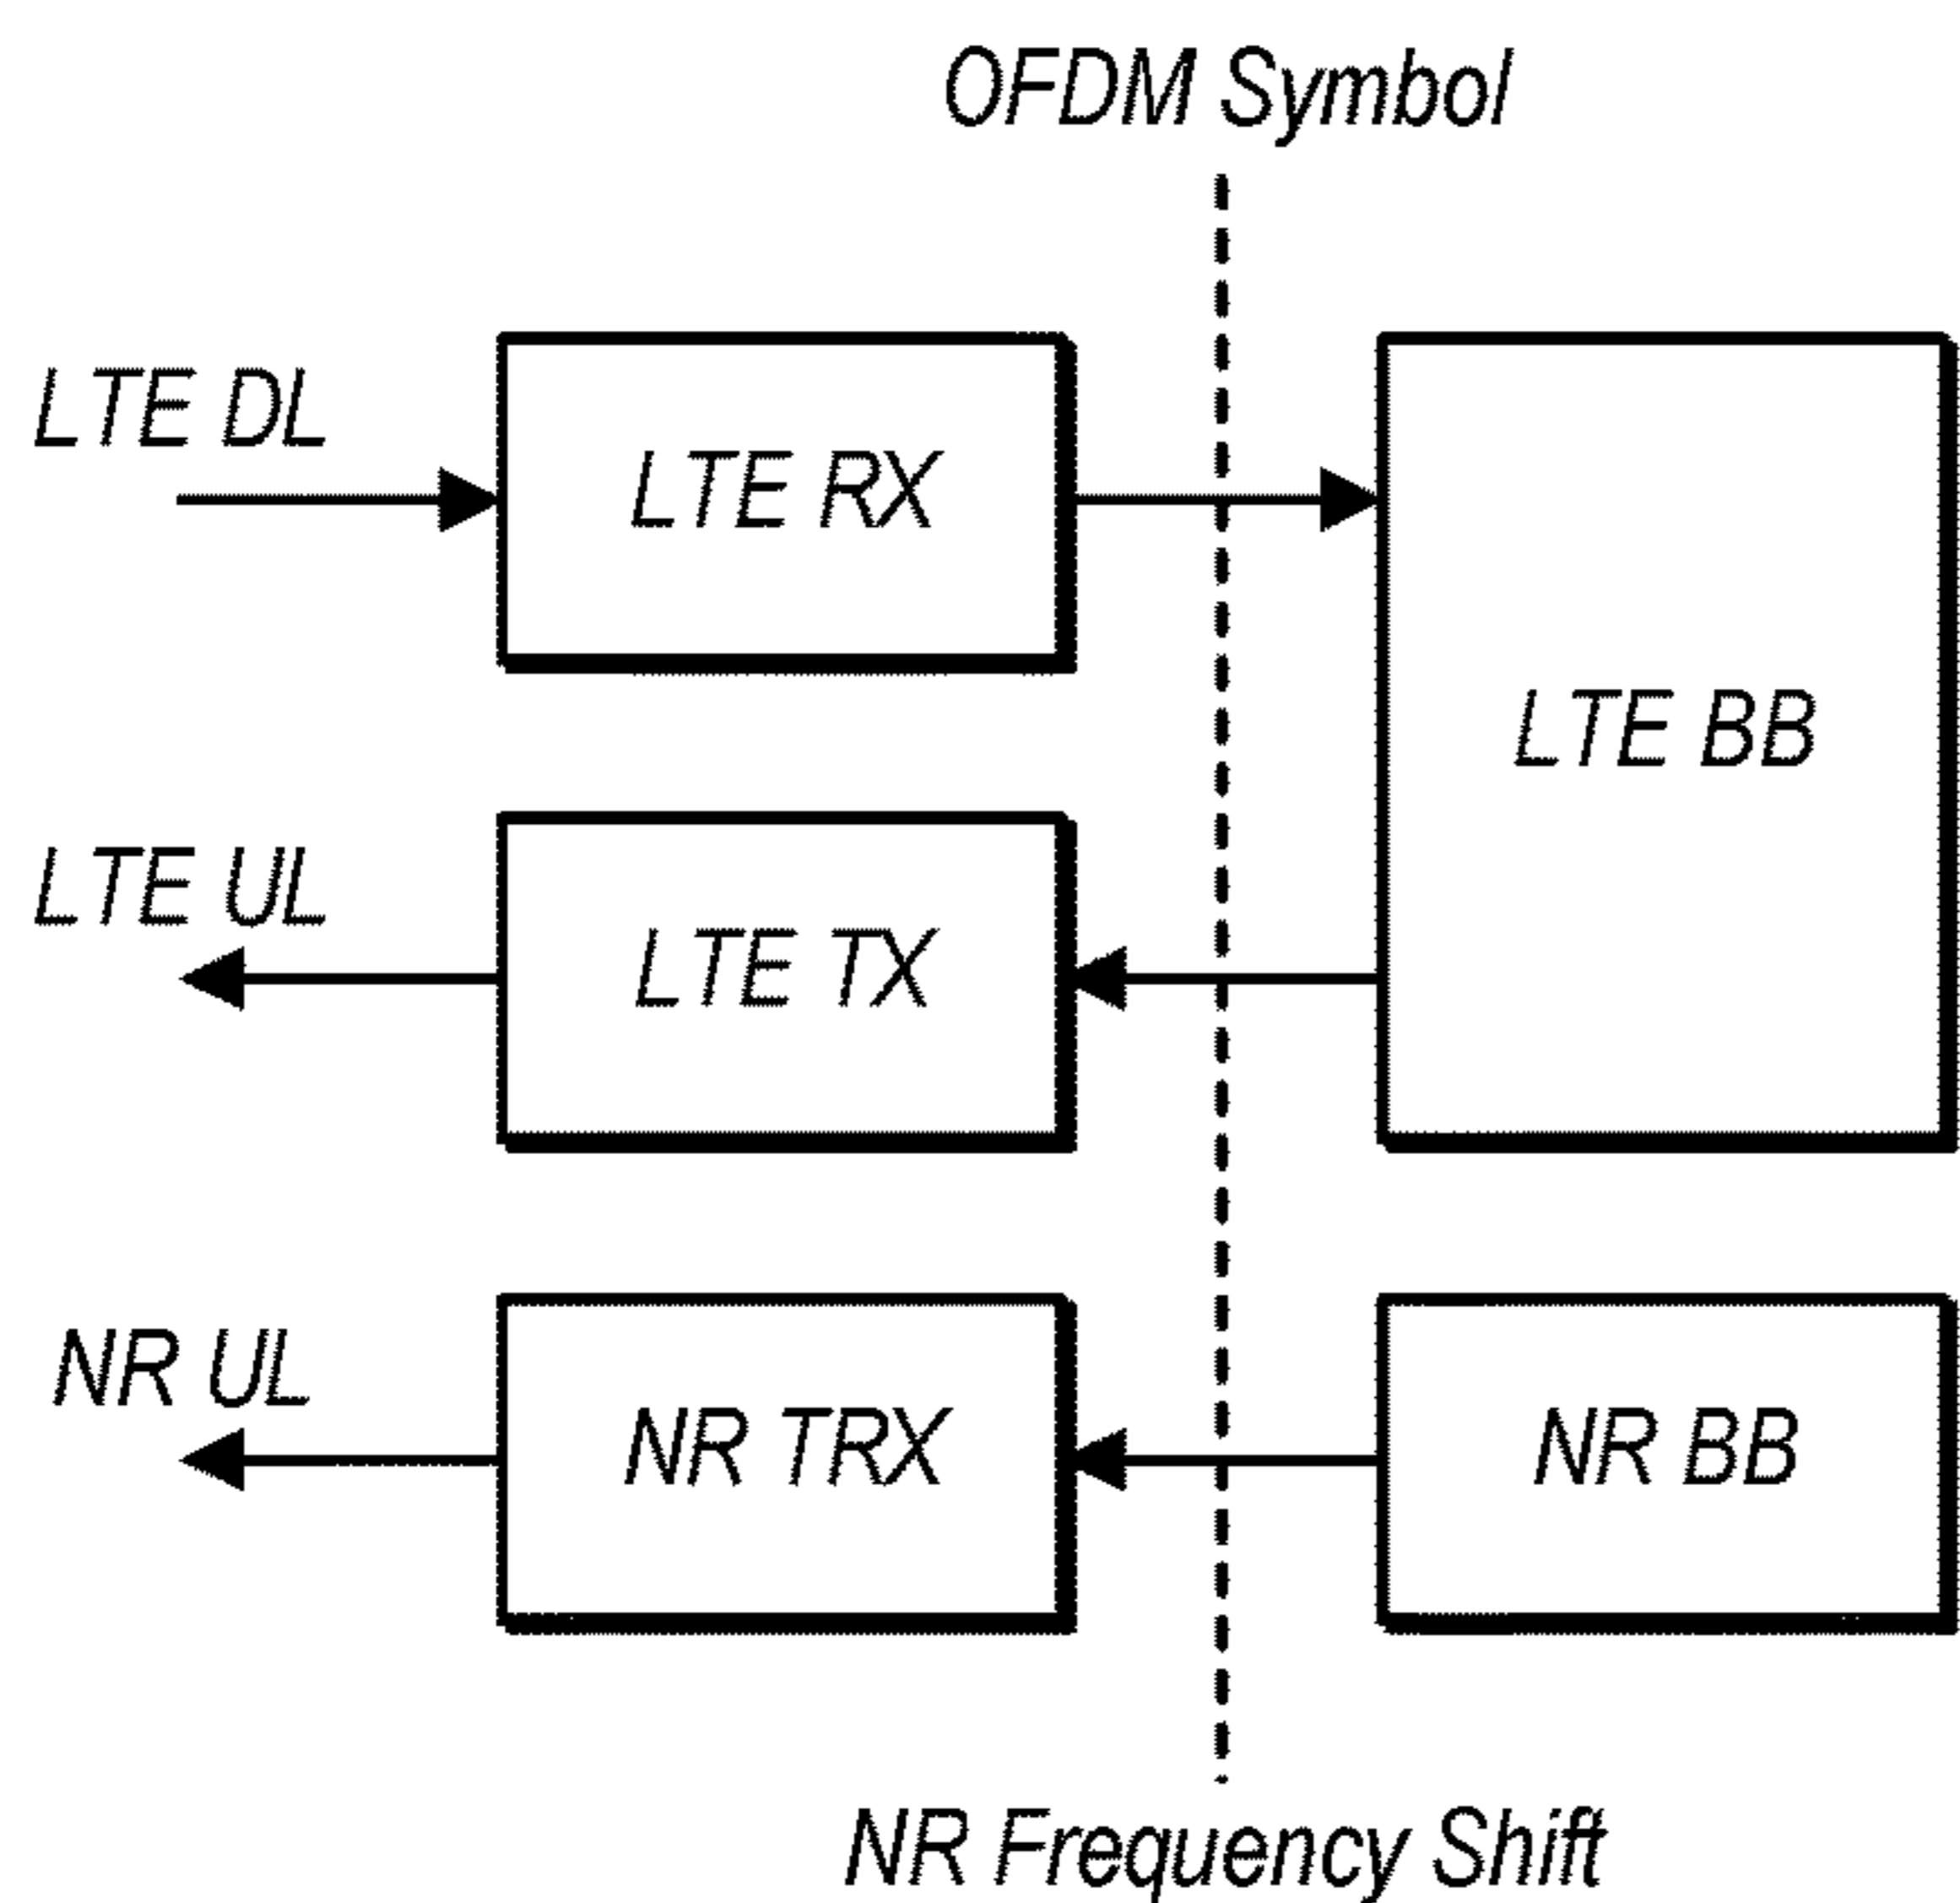 OFDM Symbol
LTE DL
LTE RX
LTE BB
LTE UL
LTE TX
NR UL
NR TRX
NR BB
NR Frequency Shift